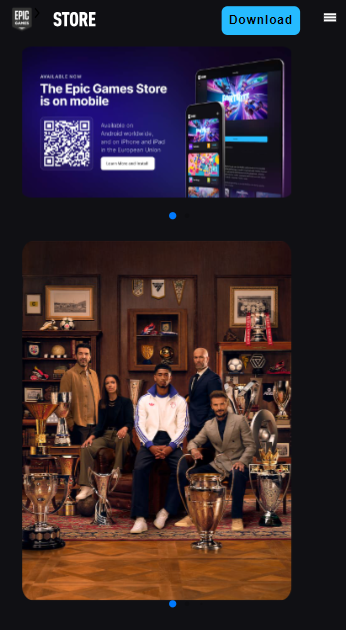 EPIC
GAMES
STORE
Download
AVAILABLE NOW
The Epic Games Store
is on mobile
Available on
Android worldwide,
and on iPhone and iPad
in the European Union
Learn More and Install